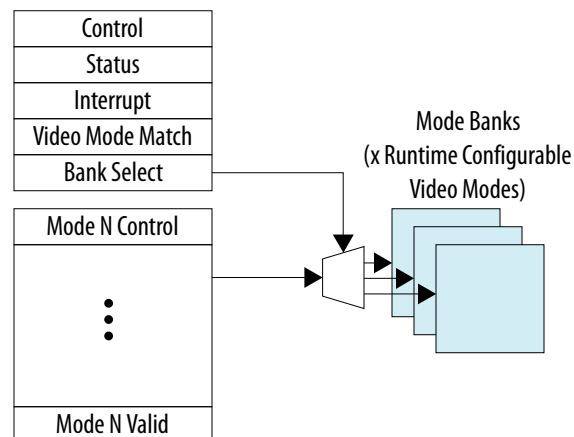 Control
Status
Interrupt
Video Mode Match
Bank Select
Mode N Control
Mode N Valid
Mode Banks
(x Runtime Configurable
Video Modes)